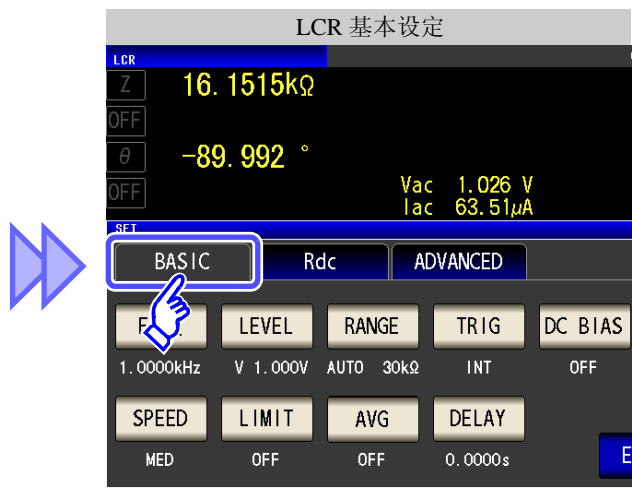 LCR 基本设定
LCR
Z 16.1515kΩ
OFF
θ -89.992 °
OFF Vac 1.026 V
Iac 63.51μA
SET
BASIC Rdc ADVANCED
LEVEL RANGE TRIG DC BIAS
1.0000kHz V 1.000V AUTO 30kΩ INT OFF
SPEED LIMIT AVG DELAY
MED OFF OFF 0.0000s